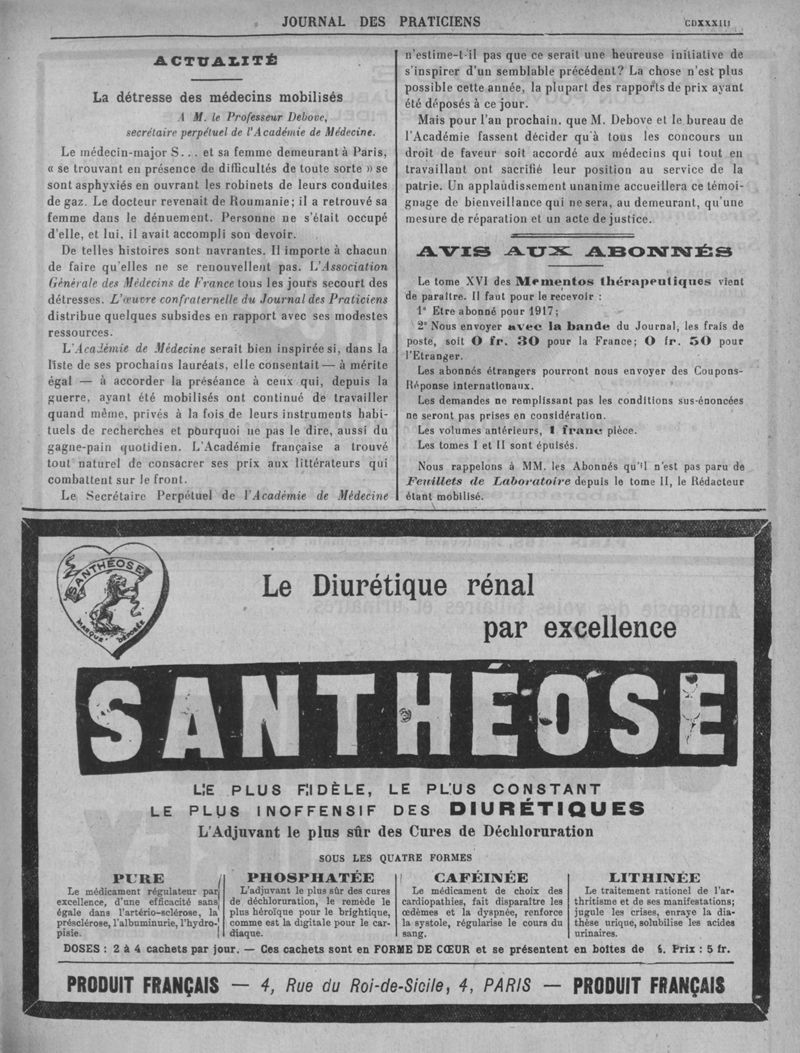 JOURNAL DES PRATICIENS
CDXXXIII
ACTUALITÉ
La détresse des médecins mobilisés
A M. le Professeur Debove,
secrétaire perpétuel de l'Académie de Médecine.
Le médecin-major S... et sa femme demeurant à Paris,
« se trouvant en présence de difficultés de toute sorte » se
sont asphyxiés en ouvrant les robinets de leurs conduites
de gaz. Le docteur revenait de Roumanie; il a retrouvé sa
femme dans le dénuement. Personne ne s'était occupé
d'elle, et lui, il avait accompli son devoir.
De telles histoires sont navrantes. Il importe à chacun
de faire qu'elles ne se renouvellent pas. L'Association
Générale des Médecins de France tous les jours secourt des
détresses. L'œuvre confraternelle du Journal des Praticiens
distribue quelques subsides en rapport avec ses modestes
ressources.
L'Académie de Médecine serait bien inspirée si, dans la
liste de ses prochains lauréats, elle consentait — à mérite
égal — à accorder la préséance à ceux qui, depuis la
guerre, ayant été mobilisés ont continué de travailler
quand même, privés à la fois de leurs instruments habi-
tuels de recherches et pourquoi ne pas le dire, aussi du
gagne-pain quotidien. L'Académie française a trouvé
tout naturel de consacrer ses prix aux littérateurs qui
combattent sur le front.
Le Secrétaire Perpétuel de l'Académie de Médecine
n'estime-t-il pas que ce serait une heureuse initiative de
s'inspirer d'un semblable précédent? La chose n'est plus
possible cette année, la plupart des rapports de prix ayant
été déposés à ce jour.
Mais pour l'an prochain, que M. Debove et le bureau de
l'Académie fassent décider qu'à tous les concours un
droit de faveur soit accordé aux médecins qui tout en
travaillant ont sacrifié leur position au service de la
patrie. Un applaudissement unanime accueillera ce témoi-
gnage de bienveillance qui ne sera, au demeurant, qu'une
mesure de réparation et un acte de justice.
AVIS AUX ABONNÉS
Le tome XVI des Mementos thérapeutiques vient
de paraître. Il faut pour le recevoir :
1° Etre abonné pour 1917;
2° Nous envoyer avec la bande du Journal, les frais de
poste, soit 0 fr. 30 pour la France; 0 fr. 50 pour
l'Etranger.
Les abonnés étrangers pourront nous envoyer des Coupons-
Réponse internationaux.
Les demandes ne remplissant pas les conditions sus-énoncées
ne seront pas prises en considération.
Les volumes antérieurs, 1 franc pièce.
Les tomes I et II sont épuisés.
Nous rappelons à MM. les Abonnés qu'il n'est pas paru de
Feuillets de Laboratoire depuis le tome II, le Rédacteur
étant mobilisé.
SANTHÉOSE
MARQUE DÉPOSÉE
Le Diurétique rénal
par excellence
SANTHÉOSE
LE PLUS FIDÈLE, LE PLUS CONSTANT
LE PLUS INOFFENSIF DES DIURÉTIQUES
L'Adjuvant le plus sûr des Cures de Déchloruration
SOUS LES QUATRE FORMES
PURE
Le médicament régulateur par
excellence, d'une efficacité sans
égale dans l'artério-sclérose, la
présclérose, l'albuminurie, l'hydro-
pisie.
PHOSPHATÉE
L'adjuvant le plus sûr des cures
de déchloruration, le remède le
plus héroïque pour le brightique,
comme est la digitale pour le car-
diaque.
CAFÉINÉE
Le médicament de choix des
cardiopathies, fait disparaître les
œdèmes et la dyspnée, renforce
la systole, régularise le cours du
sang.
LITHINÉE
Le traitement rationel de l'ar-
thritisme et de ses manifestations;
jugule les crises, enraye la dia-
thèse urique, solubilise les acides
urinaires.
DOSES : 2 à 4 cachets par jour. — Ces cachets sont en FORME DE CŒUR et se présentent en boîtes de Prix : 5 fr.
PRODUIT FRANÇAIS — 4, Rue du Roi-de-Sicile, 4, PARIS — PRODUIT FRANÇAIS